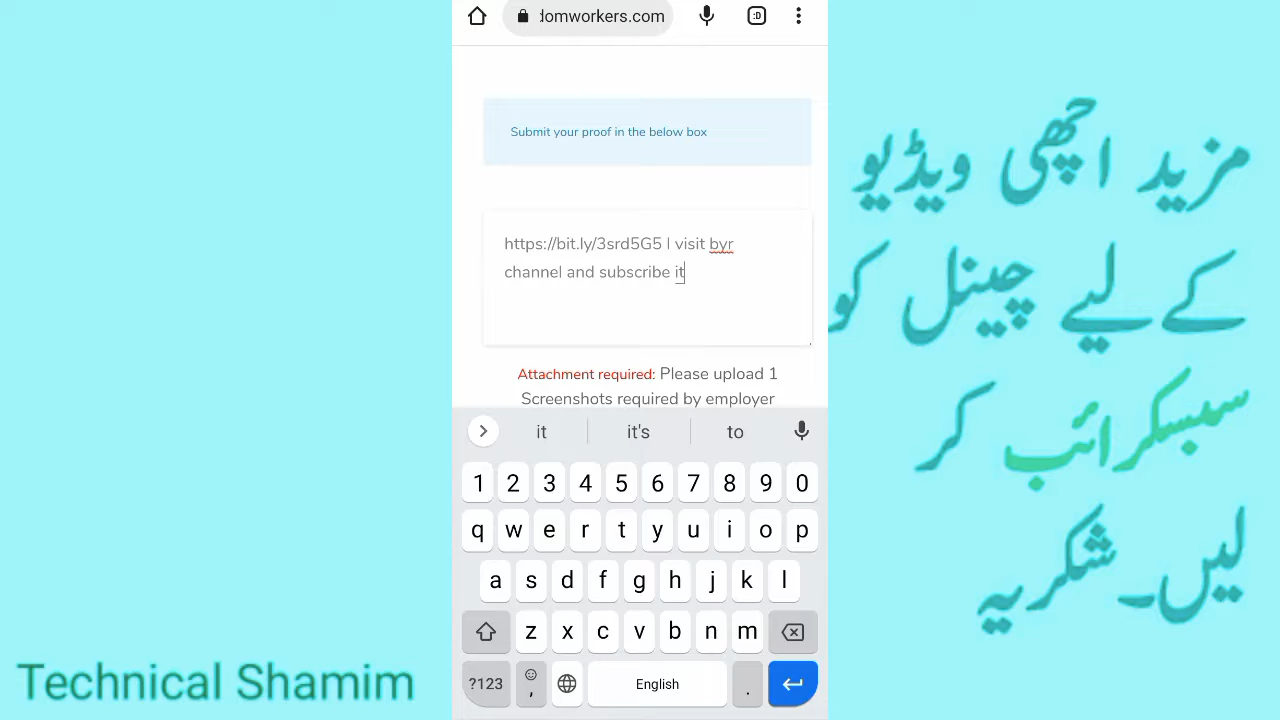 domworkers.com
Submit your proof in the below box
https://bit.ly/3srd5G5 I visit byr
channel and subscribe it
Attachment required: Please upload 1
Screenshots required by employer
it it's to
1 2 3 4 5 6 7 8 9 0
q w e r t y u i o p
a s d f g h j k l
z x c v b n m
?123 , English .
مزید اچھی ویڈیو
کے لیے چینل کو
سبسکرائب کر
لیں۔ شکریہ
Technical Shamim